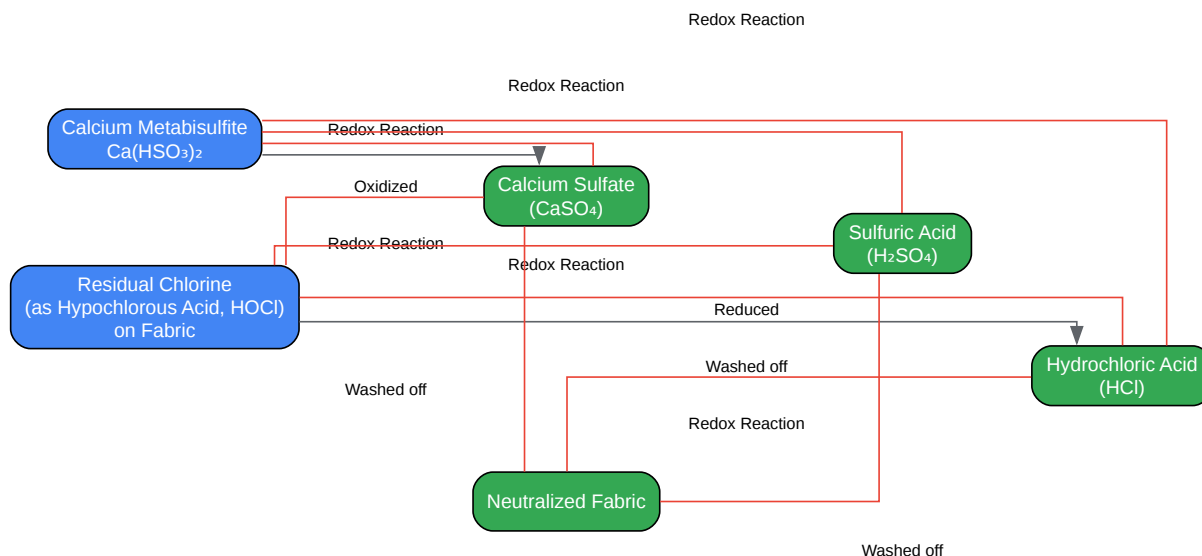 Redox Reaction
Redox Reaction
Calcium Metabisulfite
Ca(HSO₃)₂
Redox Reaction
Oxidized
Calcium Sulfate
(CaSO₄)
Sulfuric Acid
(H₂SO₄)
Redox Reaction
Redox Reaction
Residual Chlorine
(as Hypochlorous Acid, HOCl)
on Fabric
Reduced
Hydrochloric Acid
(HCl)
Washed off
Washed off
Redox Reaction
Neutralized Fabric
Washed off